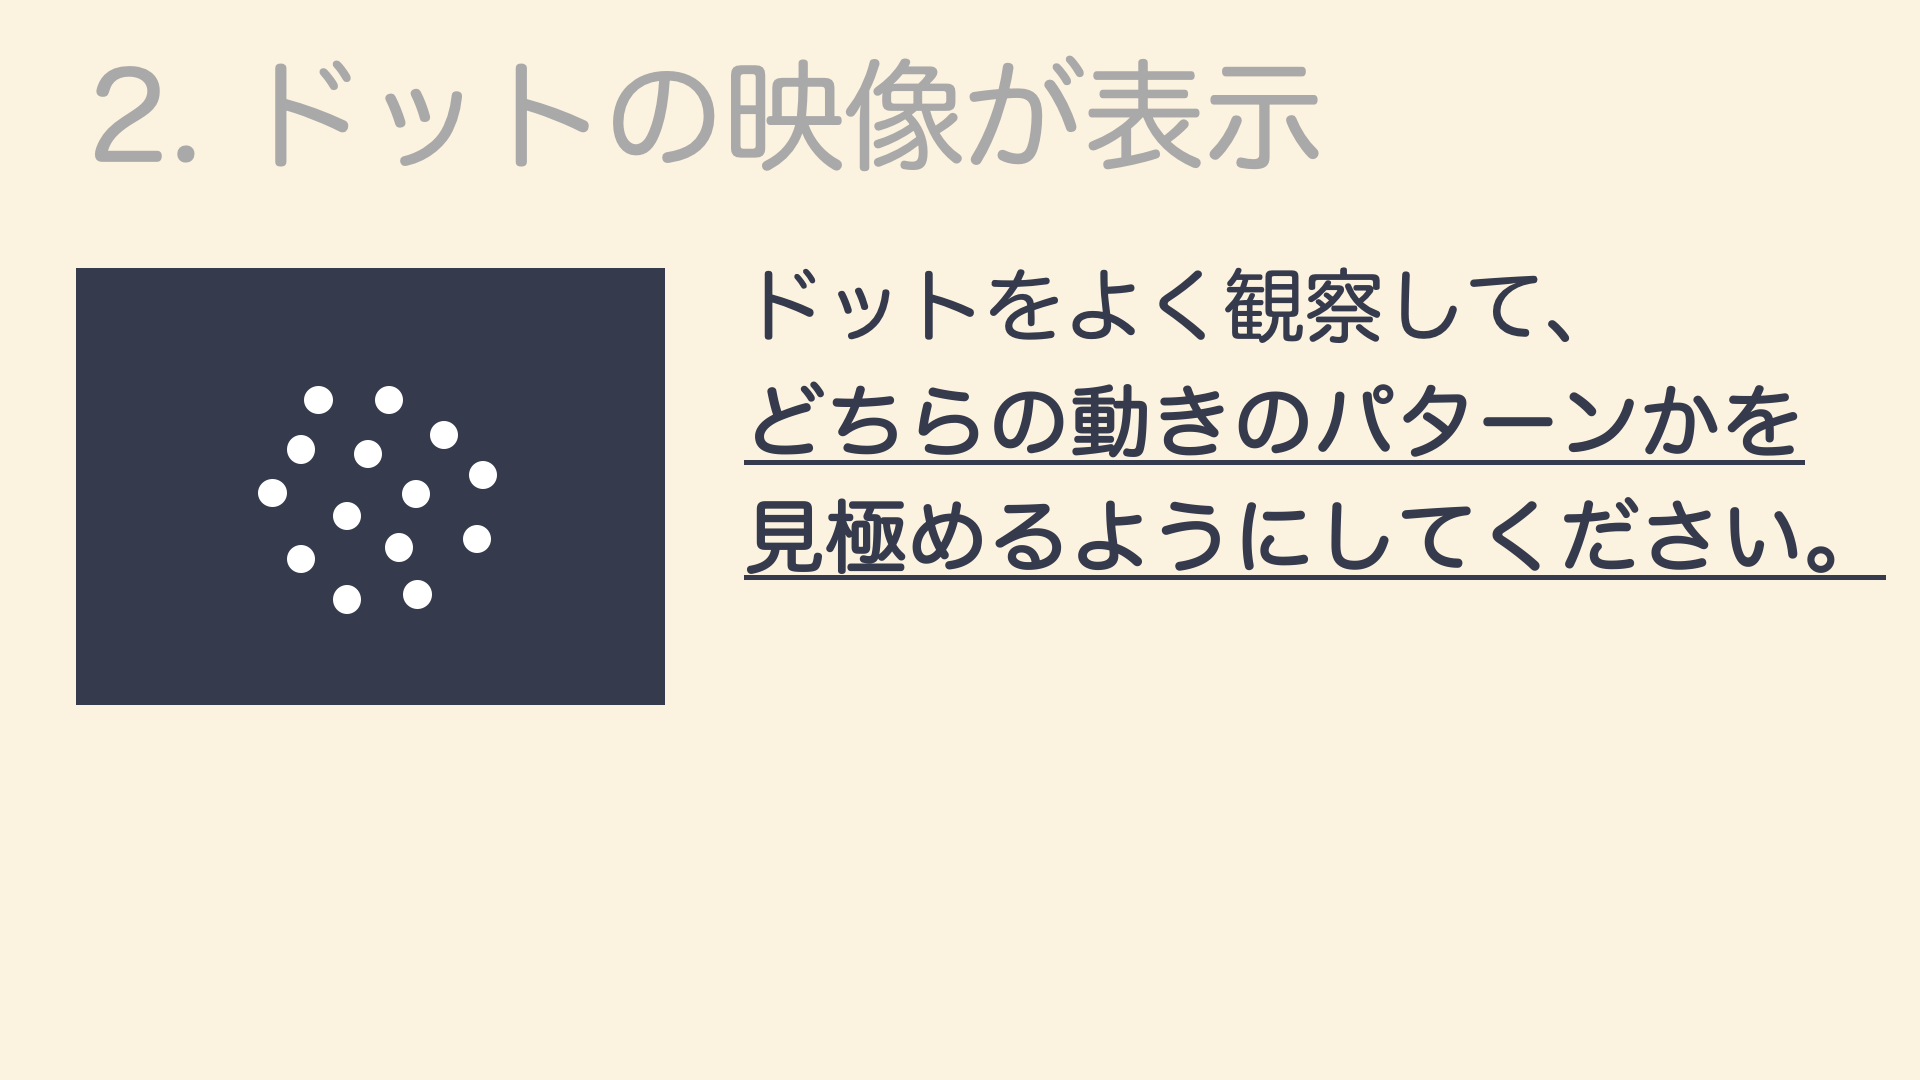 2. ドットの映像が表示
ドットをよく観察して、
どちらの動きのパターンかを
見極めるようにしてください。